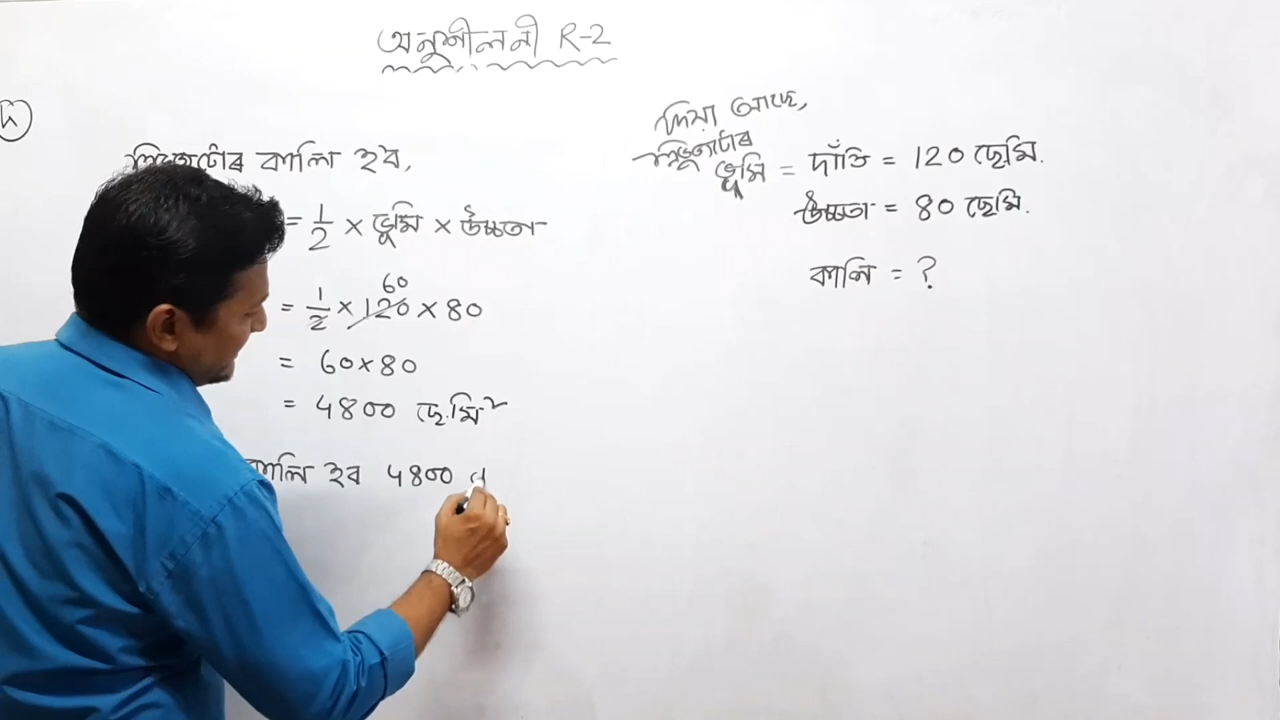 অনুশীলনী R-2
ত্ৰিভুজটোৰ কালি হ'ব,
= 1/2 × ভূমি × উচ্চতা
= 1/2 × 120 × 80
60
= 60 × 80
= 4800 ছে.মি²
কালি হ'ব 4800
দিয়া আছে,
ত্ৰিভুজটোৰ
ভূমি = দাঁতি = 120 ছেমি.
উচ্চতা = 80 ছেমি.
কালি = ?